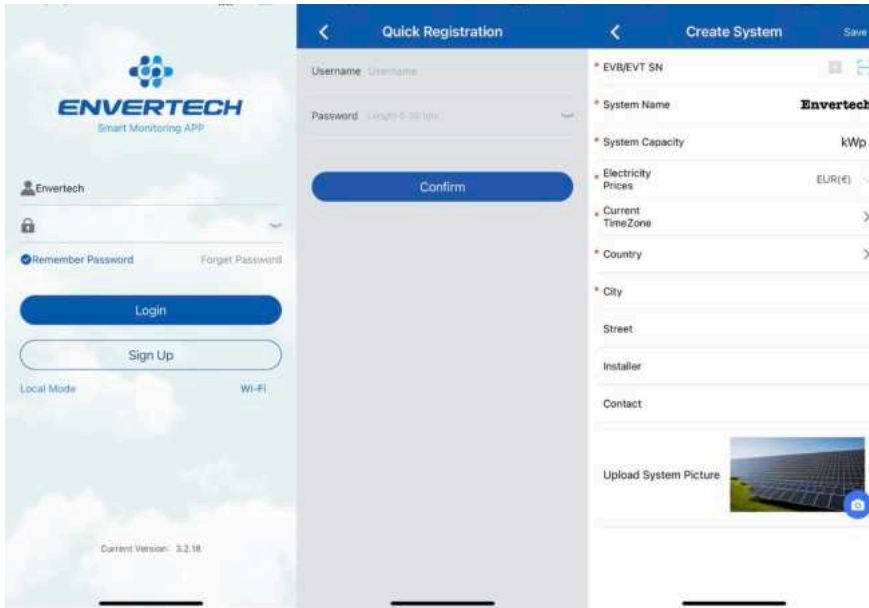 ENVERTECH
Smart Monitoring APP
Envertech
Remember Password
Forget Password
Login
Sign Up
Local Mode
Wi-Fi
Current Version: 3.2.18
Quick Registration
Username Username
Password
Confirm
Create System
Save
* EVB/EVT SN
* System Name
Envertech
* System Capacity
kWp
* Electricity
Prices
EUR(€)
* Current
TimeZone
* Country
* City
Street
Installer
Contact
Upload System Picture